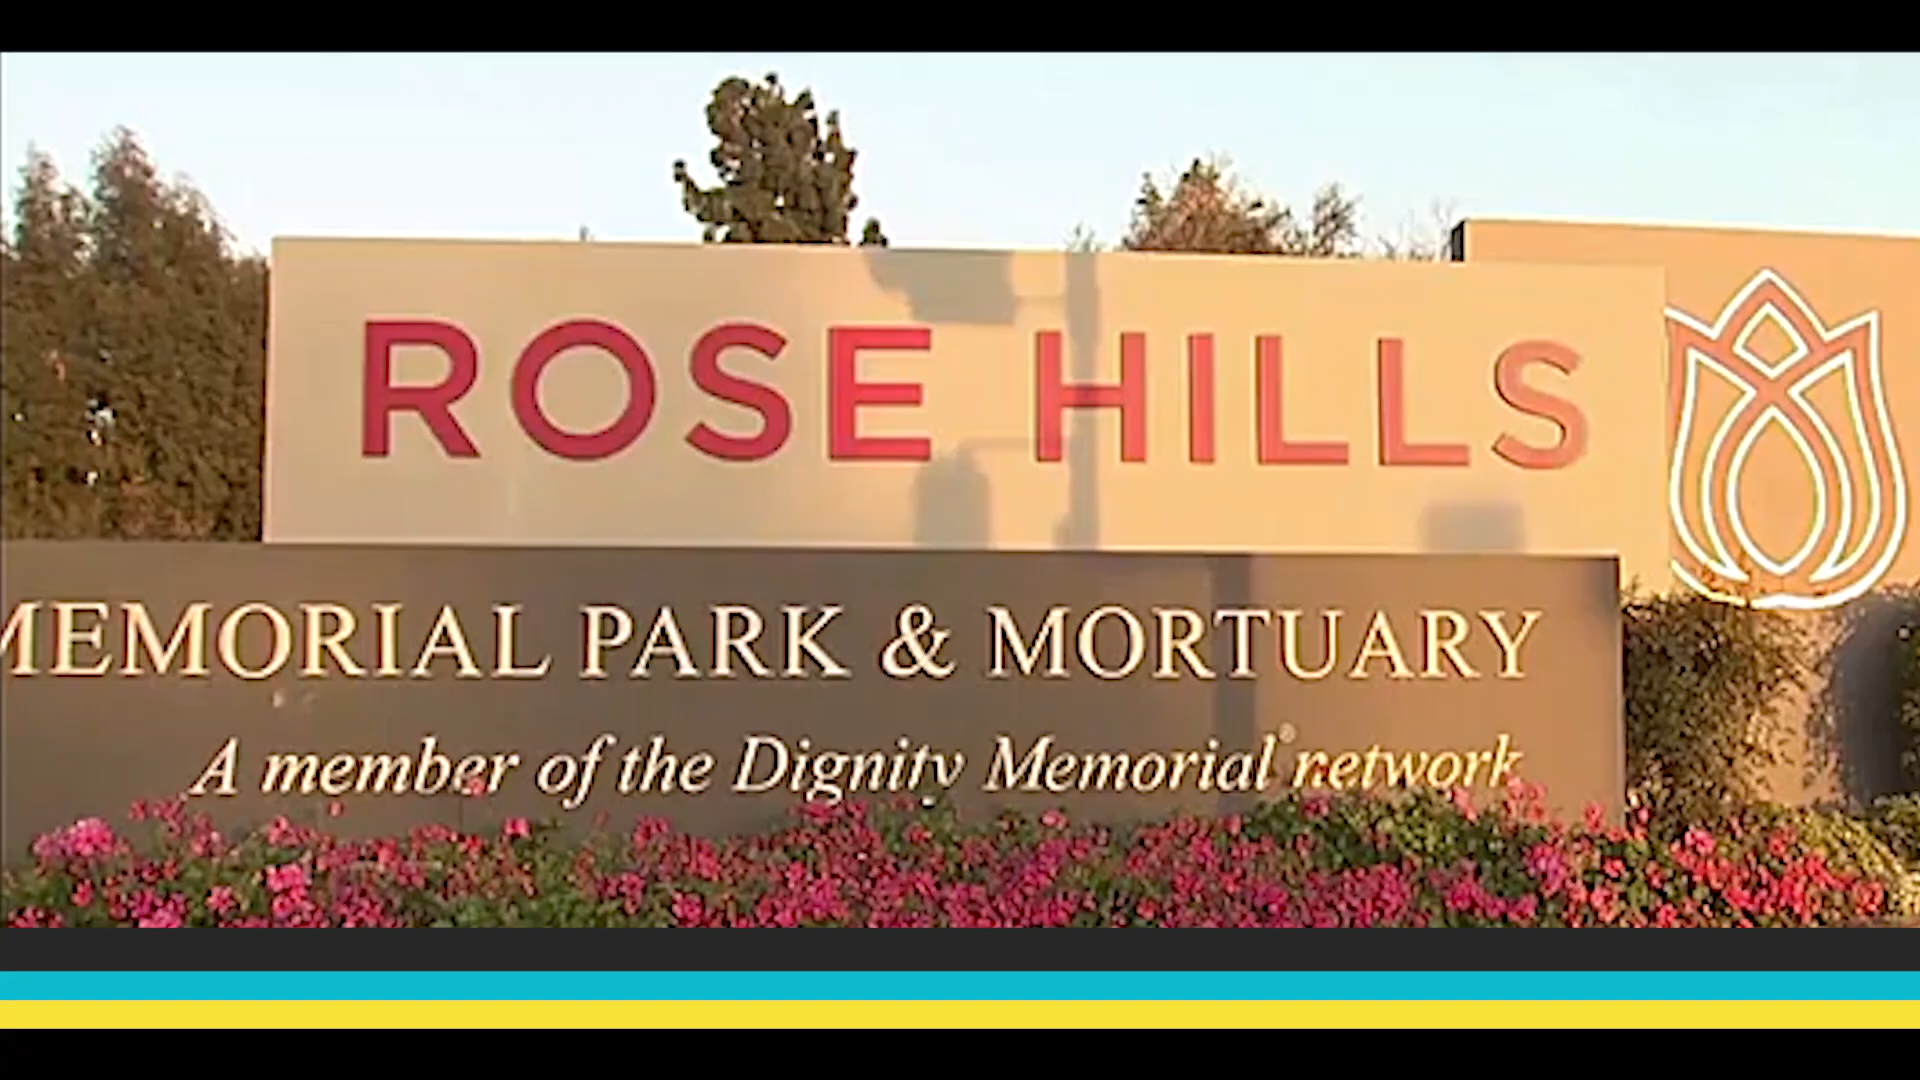 ROSE HILLS
MEMORIAL PARK & MORTUARY
A member of the Dignity Memorial® network